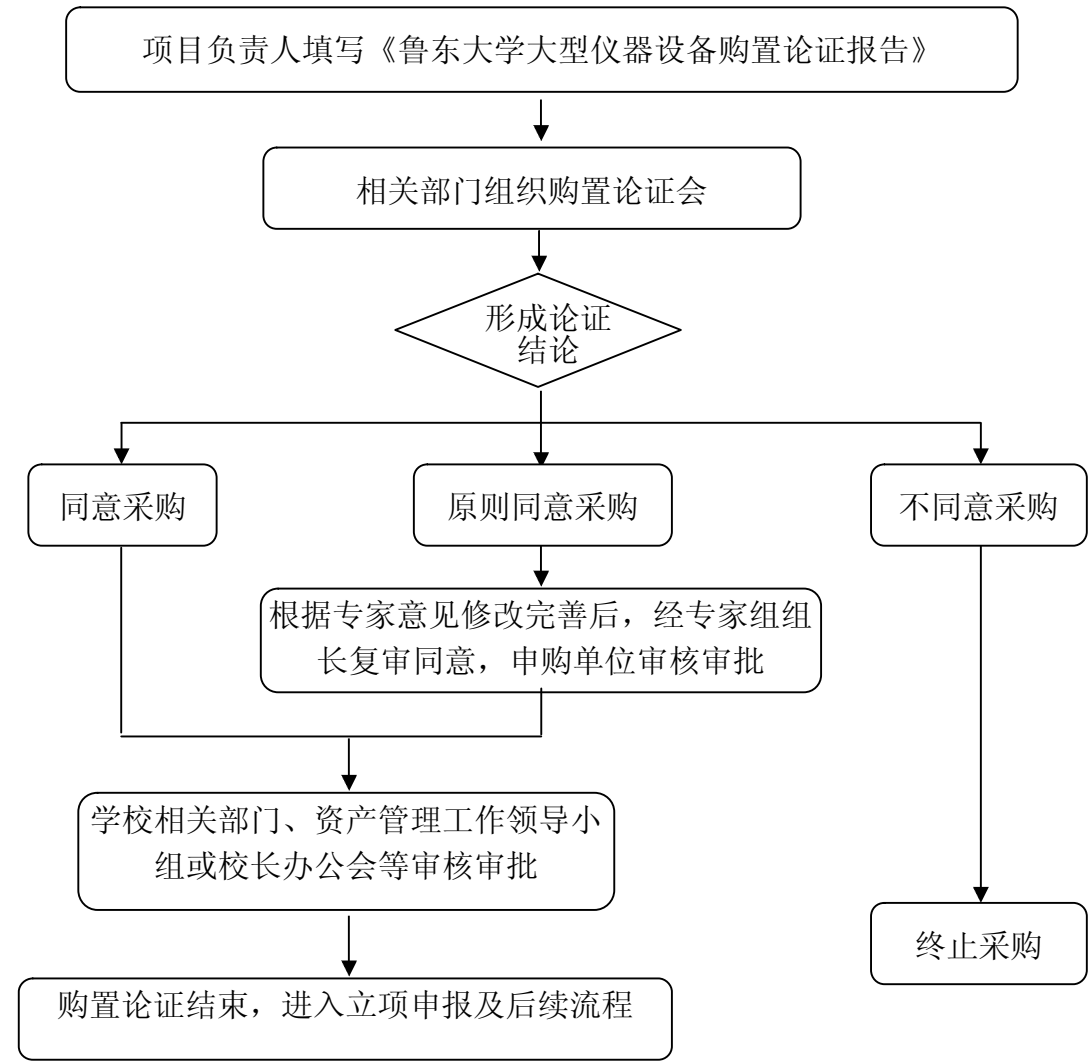 项目负责人填写《鲁东大学大型仪器设备购置论证报告》
相关部门组织购置论证会
形成论证
结论
同意采购
原则同意采购
不同意采购
根据专家意见修改完善后，经专家组组
长复审同意，申购单位审核审批
学校相关部门、资产管理工作领导小
组或校长办公会等审核审批
终止采购
购置论证结束，进入立项申报及后续流程